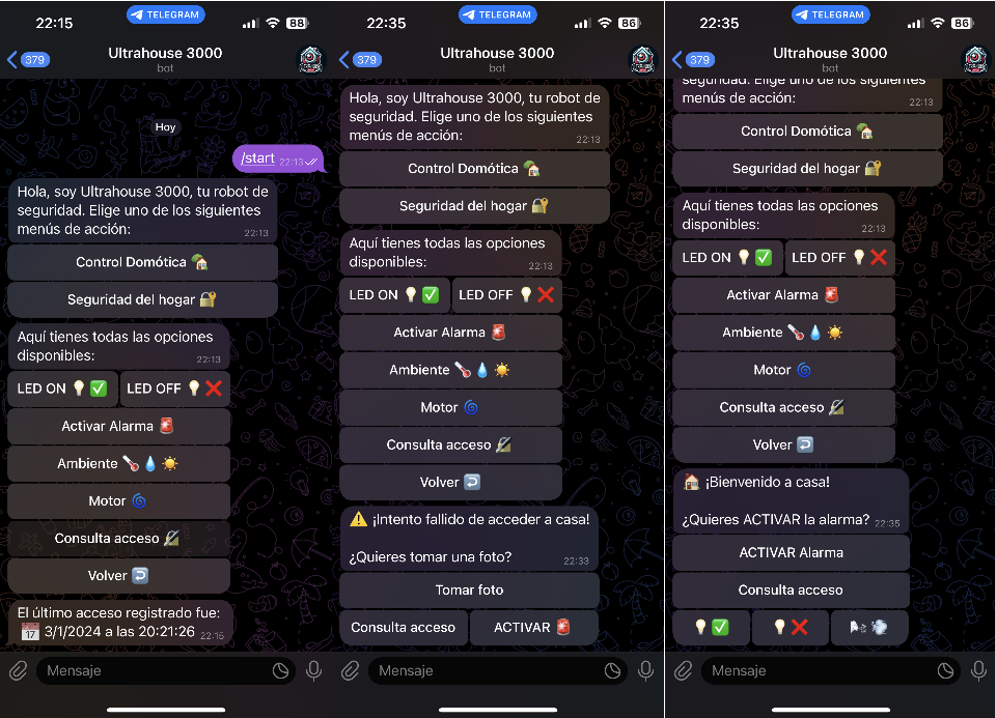 22:15
TELEGRAM
88
379
Ultrahouse 3000
bot
Hoy
/start 22:13
Hola, soy Ultrahouse 3000, tu robot de
seguridad. Elige uno de los siguientes
menús de acción:
22:13
Control Domótica
Seguridad del hogar
Aquí tienes todas las opciones
disponibles:
22:13
LED ON
LED OFF
Activar Alarma
Ambiente
Motor
Consulta acceso
Volver
El último acceso registrado fue:
17 3/1/2024 a las 20:21:26 22:15
Mensaje
22:35
TELEGRAM
86
379
Ultrahouse 3000
bot
Hola, soy Ultrahouse 3000, tu robot de
seguridad. Elige uno de los siguientes
menús de acción:
22:13
Control Domótica
Seguridad del hogar
Aquí tienes todas las opciones
disponibles:
22:13
LED ON
LED OFF
Activar Alarma
Ambiente
Motor
Consulta acceso
Volver
¡Intento fallido de acceder a casa!
¿Quieres tomar una foto?
22:33
Tomar foto
Consulta acceso
ACTIVAR
Mensaje
22:35
TELEGRAM
86
379
Ultrahouse 3000
bot
seguridad. Elige uno de los siguientes
menús de acción:
22:13
Control Domótica
Seguridad del hogar
Aquí tienes todas las opciones
disponibles:
22:13
LED ON
LED OFF
Activar Alarma
Ambiente
Motor
Consulta acceso
Volver
¡Bienvenido a casa!
¿Quieres ACTIVAR la alarma? 22:35
ACTIVAR Alarma
Consulta acceso
Mensaje